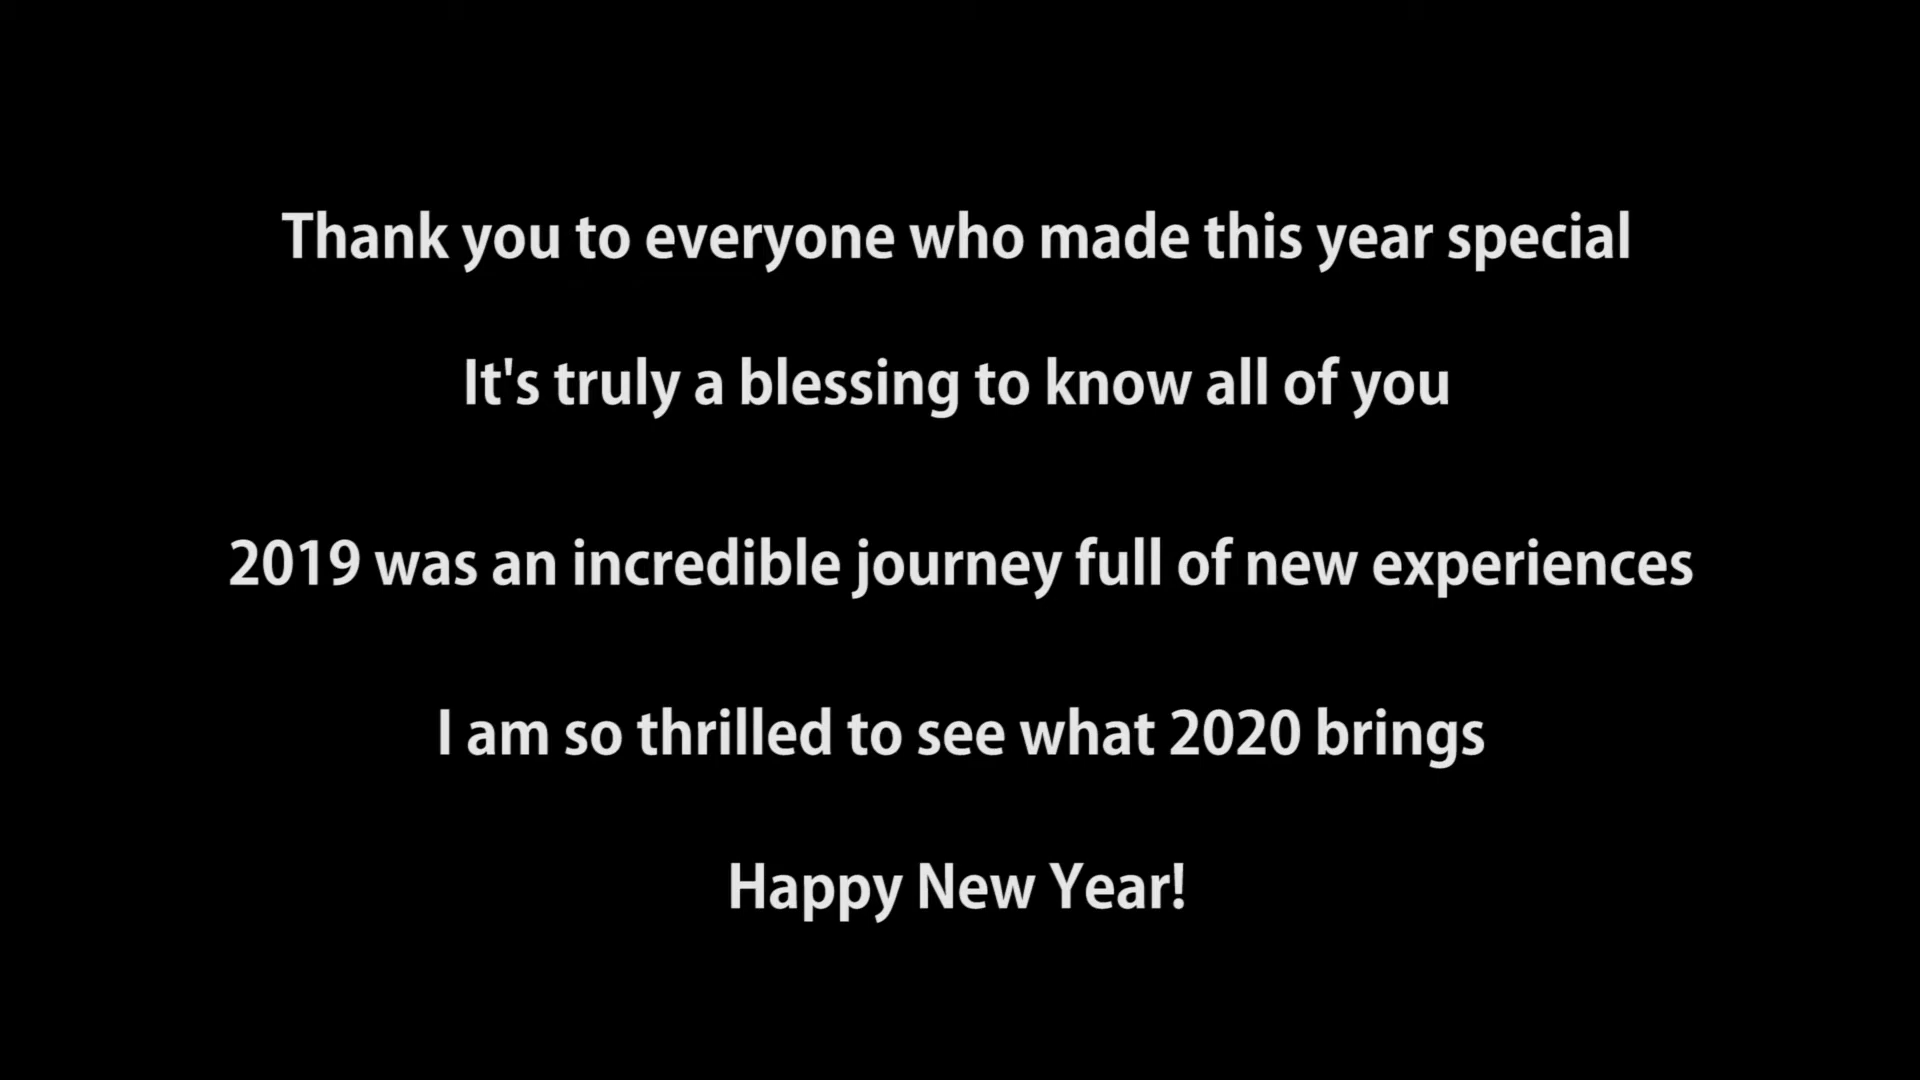 Thank you to everyone who made this year special
It's truly a blessing to know all of you
2019 was an incredible journey full of new experiences
I am so thrilled to see what 2020 brings
Happy New Year!